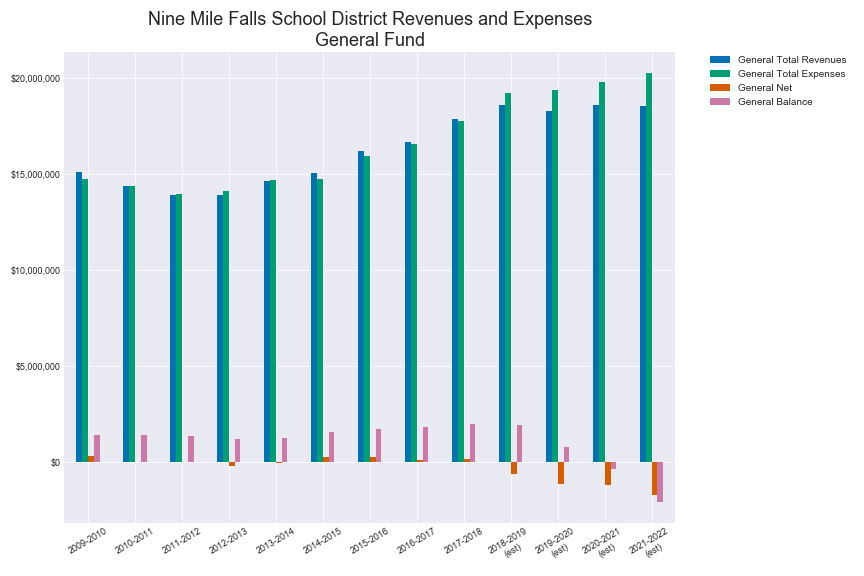 Nine Mile Falls School District Revenues and Expenses
General Fund
General Total Revenues
General Total Expenses
General Net
General Balance
$20,000,000
$15,000,000
$10,000,000
$5,000,000
$0
2009-2010
2010-2011
2011-2012
2012-2013
2013-2014
2014-2015
2015-2016
2016-2017
2017-2018
2018-2019
(est)
2019-2020
(est)
2020-2021
(est)
2021-2022
(est)